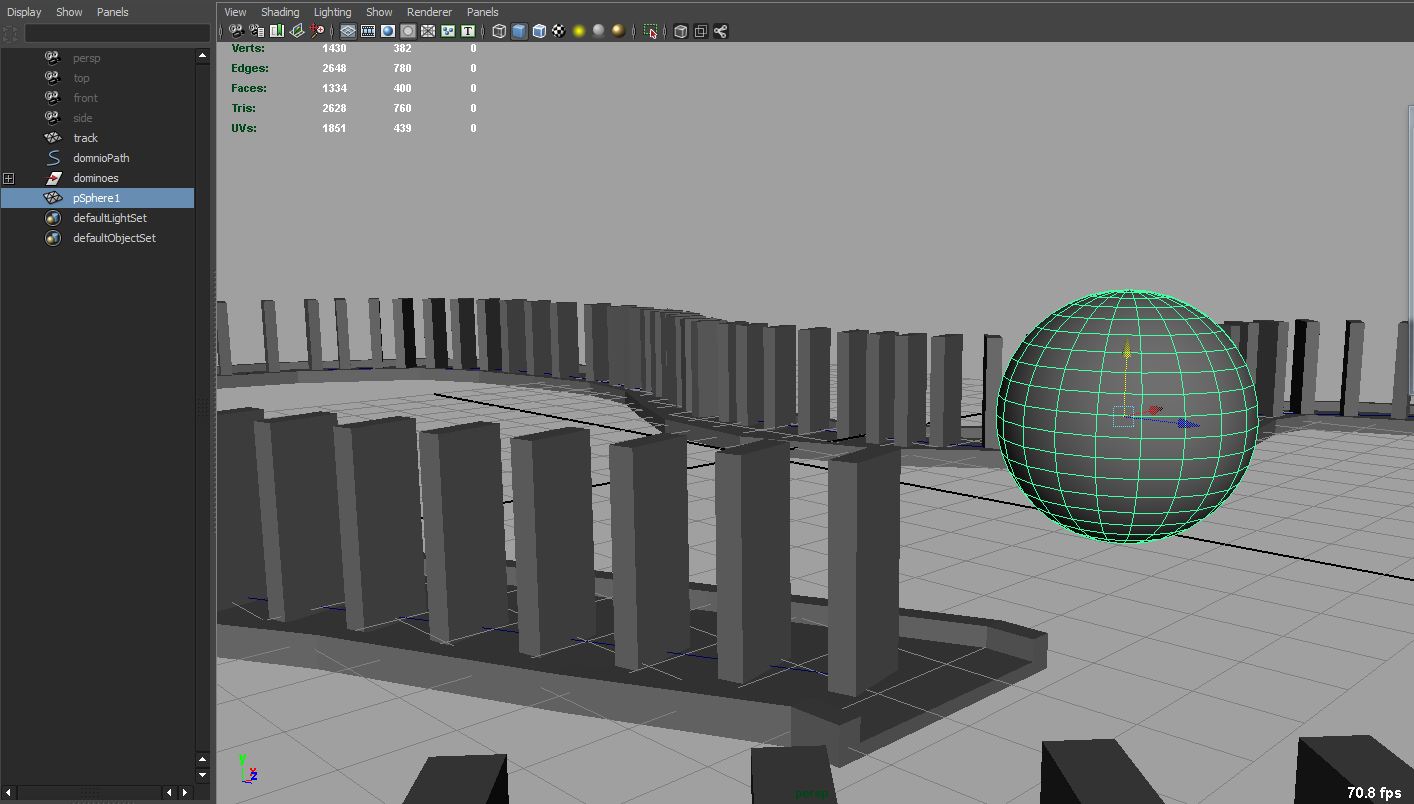 Display Show Panels
View Shading Lighting Show Renderer Panels
persp
top
front
side
track
domnioPath
dominoes
pSphere1
defaultLightSet
defaultObjectSet
Verts: 1430 382 0
Edges: 2648 780 0
Faces: 1334 400 0
Tris: 2628 760 0
UVs: 1851 439 0
T
y
x
z
persp
70.8 fps